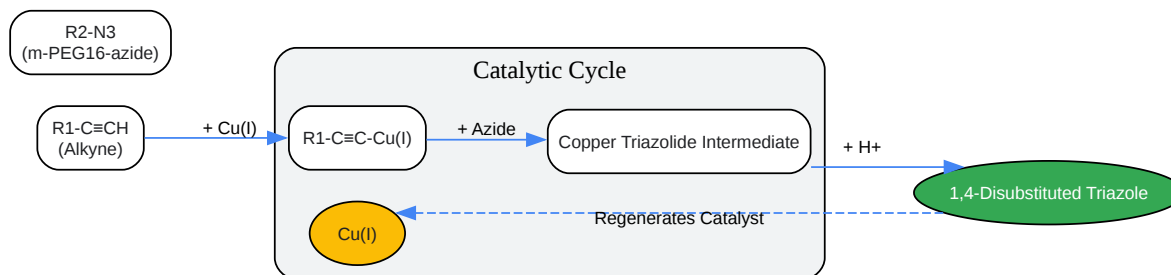 R2-N3
(m-PEG16-azide)
Catalytic Cycle
R1-C≡CH
(Alkyne)
+ Cu(I)
R1-C≡C-Cu(I)
+ Azide
Copper Triazolide Intermediate
+ H+
1,4-Disubstituted Triazole
Regenerates Catalyst
Cu(I)